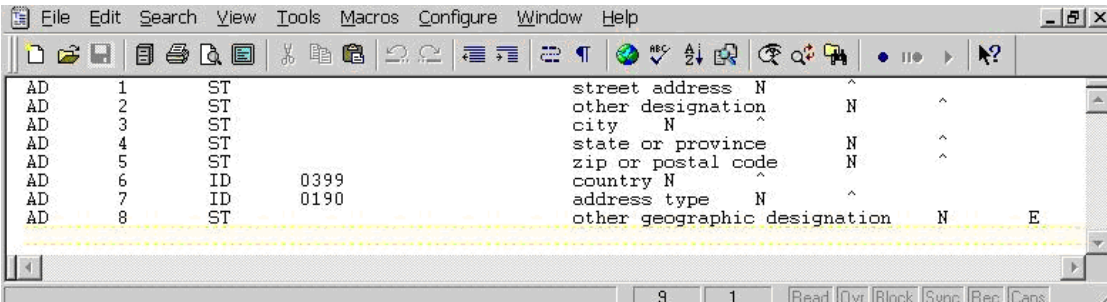 File Edit Search View Tools Macros Configure Window Help
ABC
AD 1 ST street address N ^
AD 2 ST other designation N ^
AD 3 ST city N ^
AD 4 ST state or province N ^
AD 5 ST zip or postal code N ^
AD 6 ID 0399 country N ^
AD 7 ID 0190 address type N ^
AD 8 ST other geographic designation N E
9 1 Read Ovr Block Sync Rec Caps